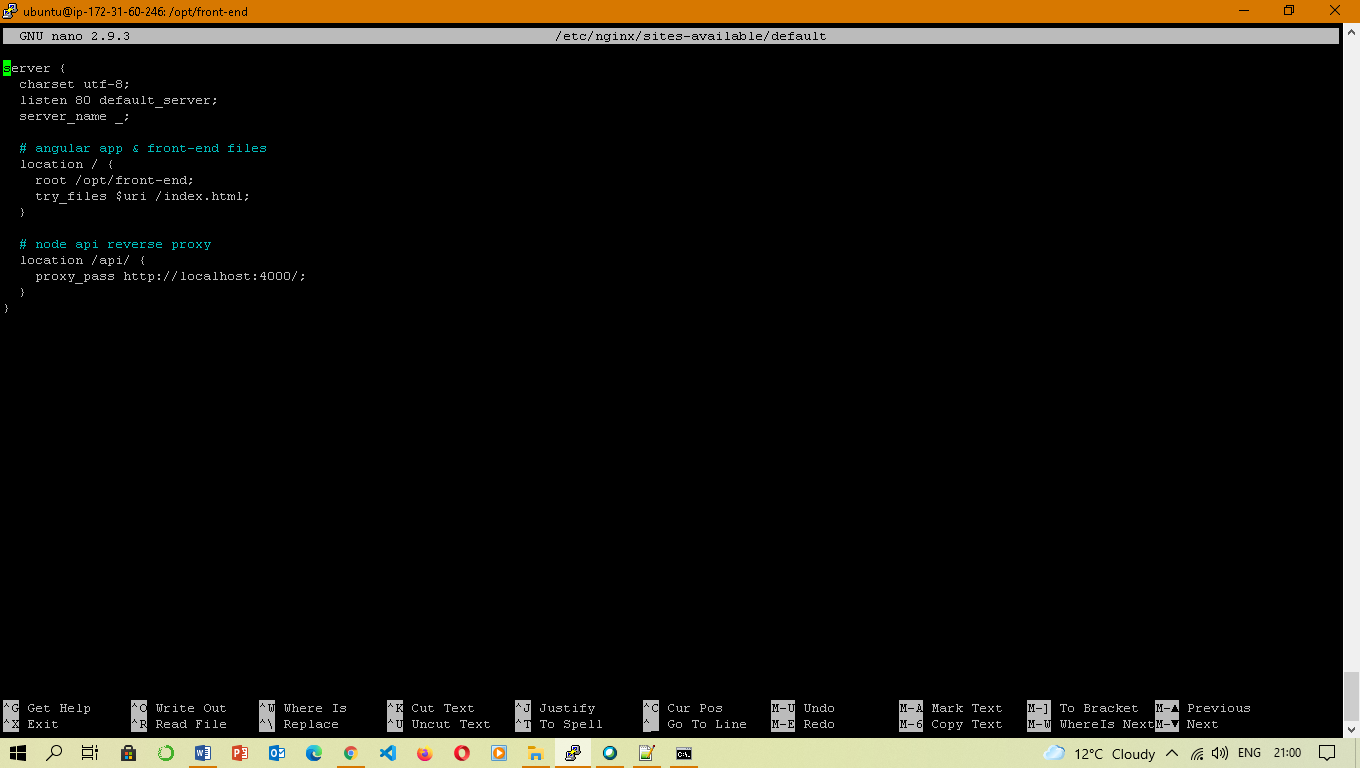 ubuntu@ip-172-31-60-246: /opt/front-end
GNU nano 2.9.3 /etc/nginx/sites-available/default
server {
  charset utf-8;
  listen 80 default_server;
  server_name _;

  # angular app & front-end files
  location / {
    root /opt/front-end;
    try_files $uri /index.html;
  }

  # node api reverse proxy
  location /api/ {
    proxy_pass http://localhost:4000/;
  }
}
^G Get Help ^O Write Out ^W Where Is ^K Cut Text ^J Justify ^C Cur Pos M-U Undo M-A Mark Text M-] To Bracket M-▲ Previous
^X Exit ^R Read File ^\ Replace ^U Uncut Text ^T To Spell ^_ Go To Line M-E Redo M-6 Copy Text M-W WhereIs Next M-▼ Next
12°C Cloudy ENG 21:00